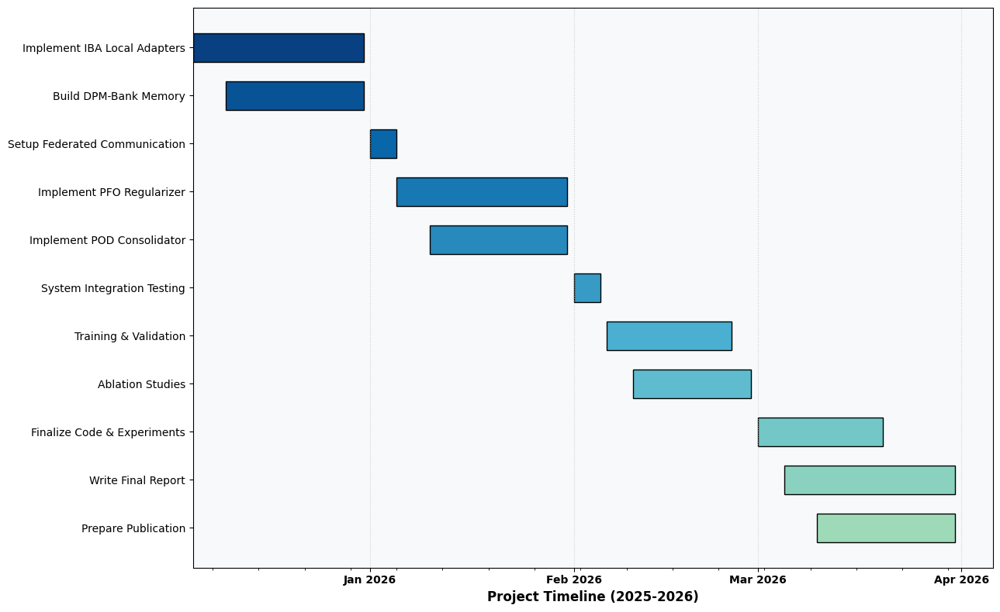 Implement IBA Local Adapters
Build DPM-Bank Memory
Setup Federated Communication
Implement PFO Regularizer
Implement POD Consolidator
System Integration Testing
Training & Validation
Ablation Studies
Finalize Code & Experiments
Write Final Report
Prepare Publication
Jan 2026 Feb 2026 Mar 2026 Apr 2026
Project Timeline (2025-2026)